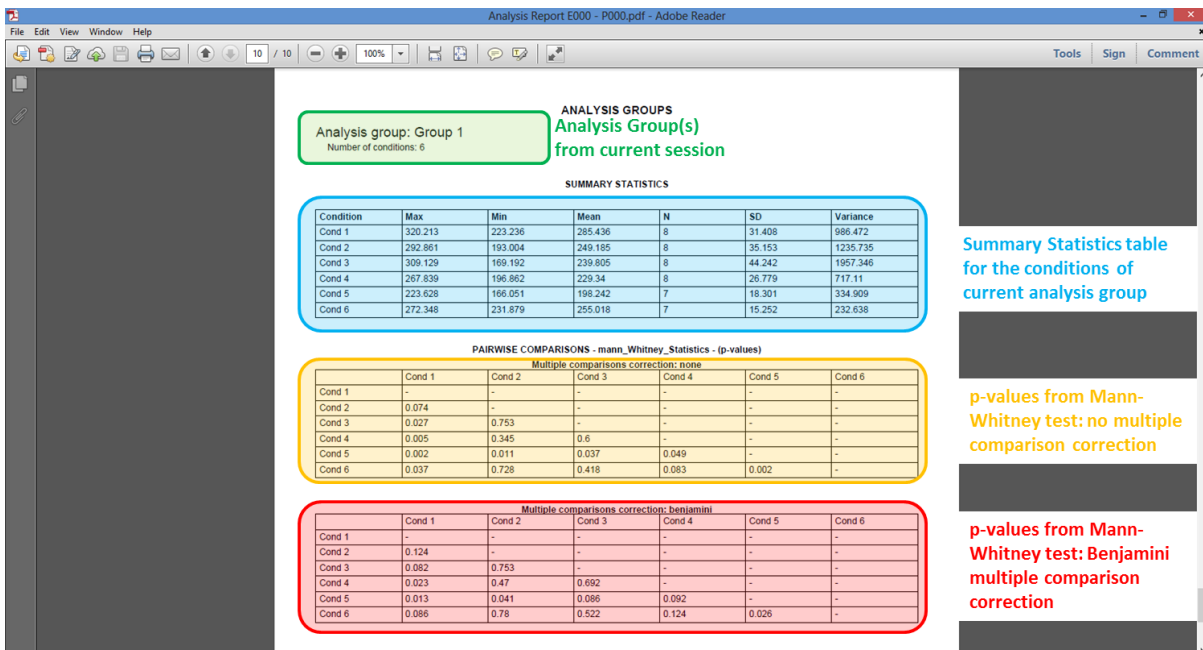 Analysis Report E000 - P000.pdf - Adobe Reader
File Edit View Window Help
10 / 10 100% Tools Sign Comment
ANALYSIS GROUPS
Analysis group: Group 1
Number of conditions: 6
Analysis Group(s)
from current session
SUMMARY STATISTICS
Condition Max Min Mean N SD Variance
Cond 1 320.213 223.236 285.436 8 31.408 986.472
Cond 2 292.861 193.004 249.185 8 35.153 1235.735
Cond 3 309.129 169.192 239.805 8 44.242 1957.346
Cond 4 267.839 196.862 229.34 8 26.779 717.11
Cond 5 223.628 166.051 198.242 7 18.301 334.909
Cond 6 272.348 231.879 255.018 7 15.252 232.638
Summary Statistics table
for the conditions of
current analysis group
PAIRWISE COMPARISONS - mann_Whitney_Statistics - (p-values)
Multiple comparisons correction: none
Cond 1 Cond 2 Cond 3 Cond 4 Cond 5 Cond 6
Cond 1 - - - - - -
Cond 2 0.074 - - - - -
Cond 3 0.027 0.753 - - - -
Cond 4 0.005 0.345 0.6 - - -
Cond 5 0.002 0.011 0.037 0.049 - -
Cond 6 0.037 0.728 0.418 0.083 0.002 -
p-values from Mann-
Whitney test: no multiple
comparison correction
Multiple comparisons correction: benjamini
Cond 1 Cond 2 Cond 3 Cond 4 Cond 5 Cond 6
Cond 1 - - - - - -
Cond 2 0.124 - - - - -
Cond 3 0.082 0.753 - - - -
Cond 4 0.023 0.47 0.692 - - -
Cond 5 0.013 0.041 0.086 0.092 - -
Cond 6 0.086 0.78 0.522 0.124 0.026 -
p-values from Mann-
Whitney test: Benjamini
multiple comparison
correction